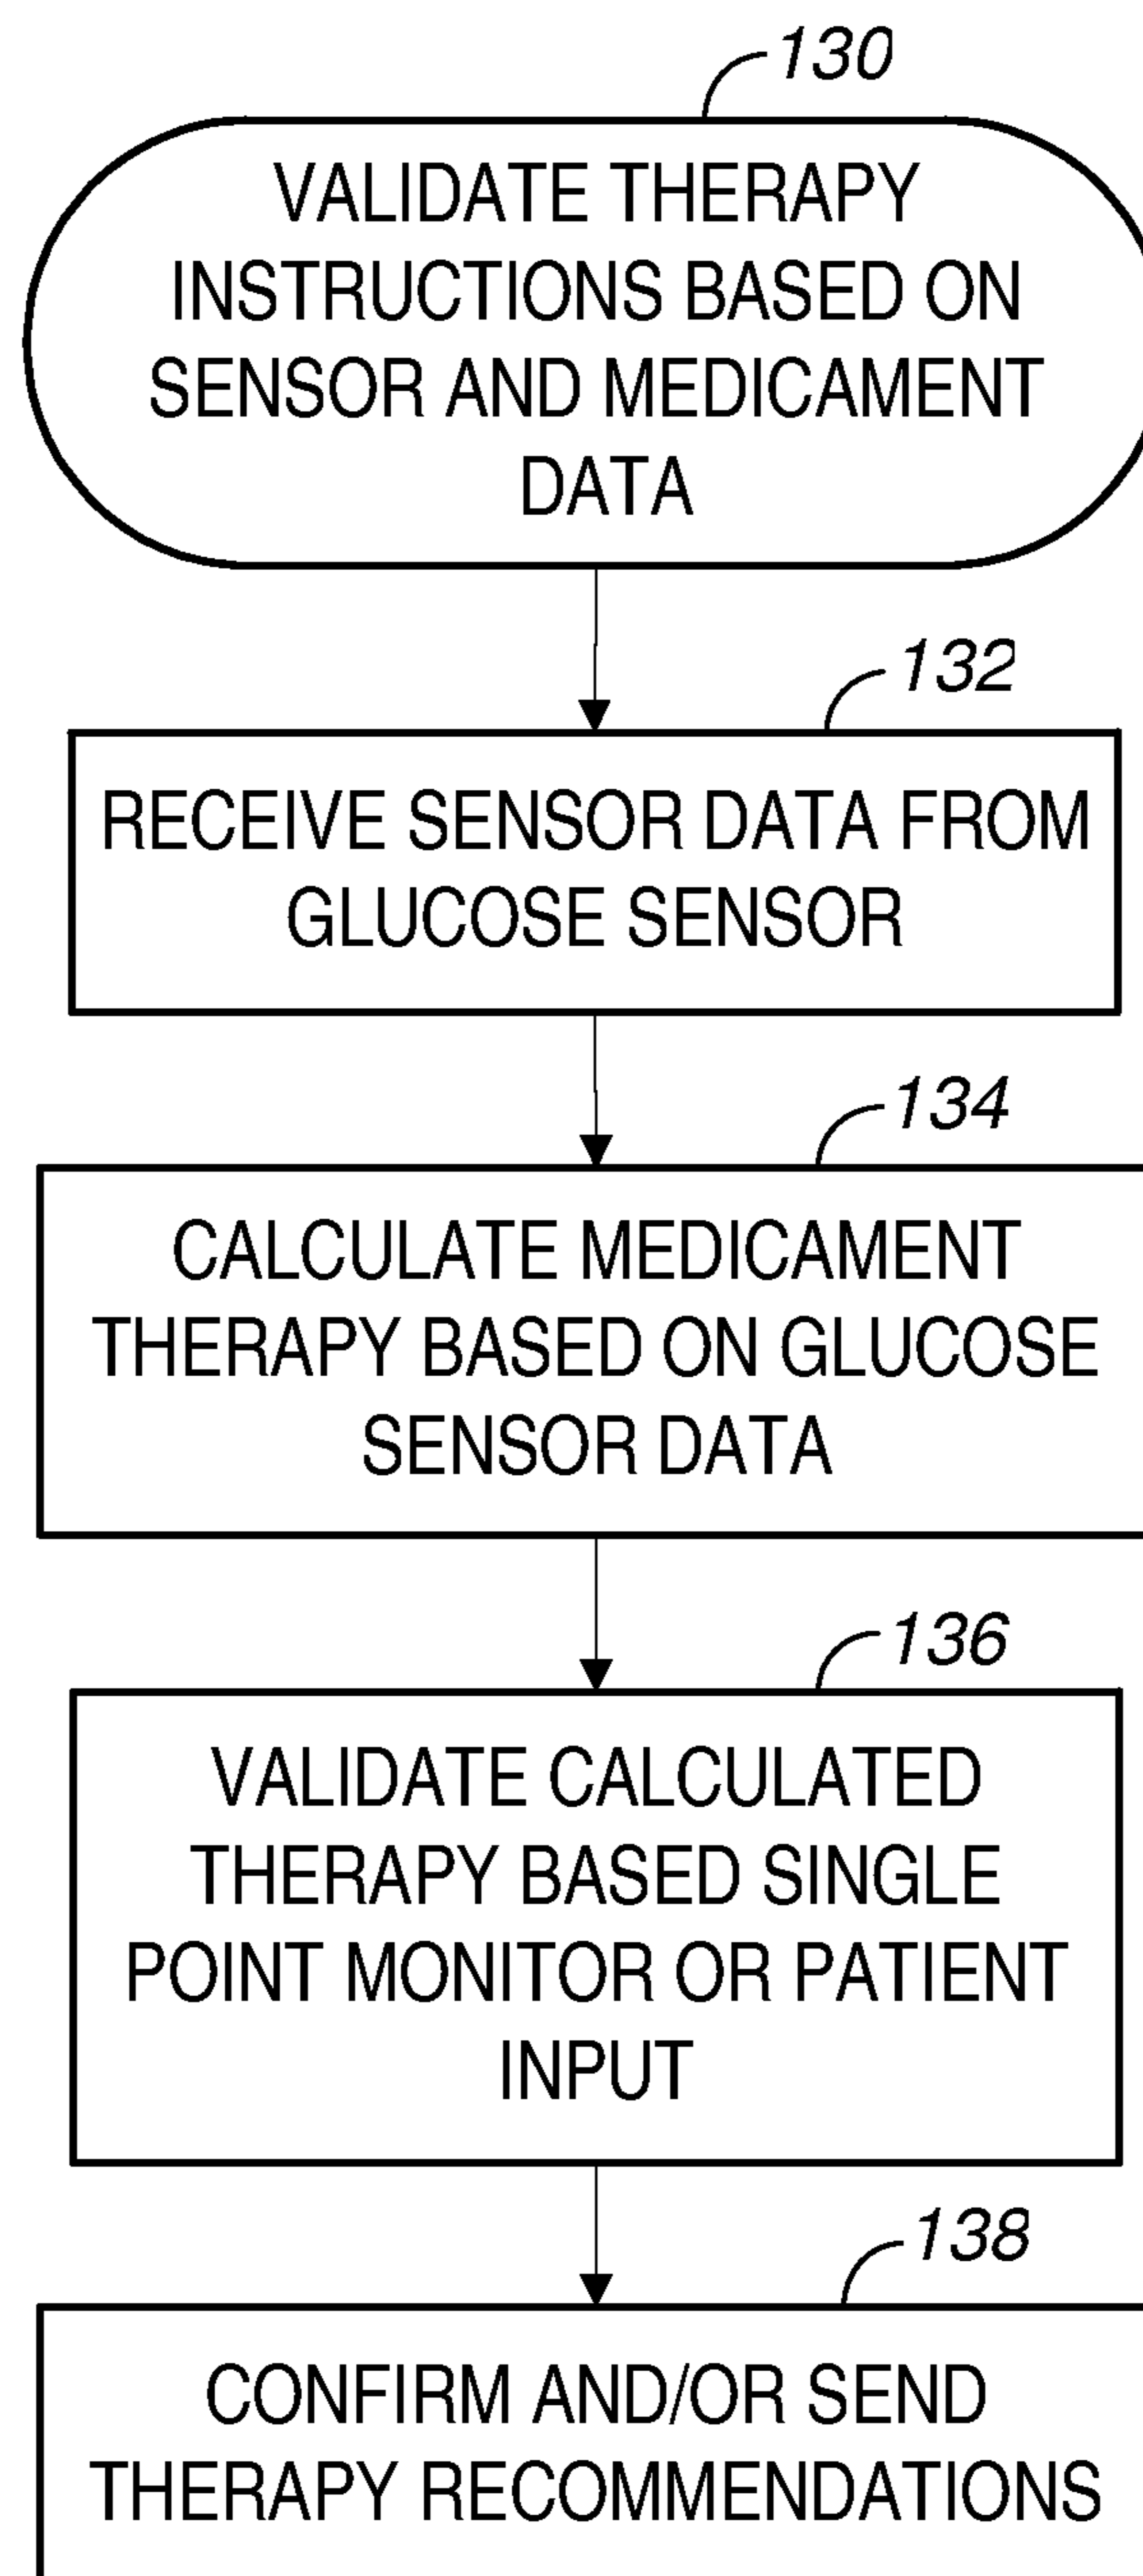 130
VALIDATE THERAPY
INSTRUCTIONS BASED ON
SENSOR AND MEDICAMENT
DATA
132
RECEIVE SENSOR DATA FROM
GLUCOSE SENSOR
134
CALCULATE MEDICAMENT
THERAPY BASED ON GLUCOSE
SENSOR DATA
136
VALIDATE CALCULATED
THERAPY BASED SINGLE
POINT MONITOR OR PATIENT
INPUT
138
CONFIRM AND/OR SEND
THERAPY RECOMMENDATIONS